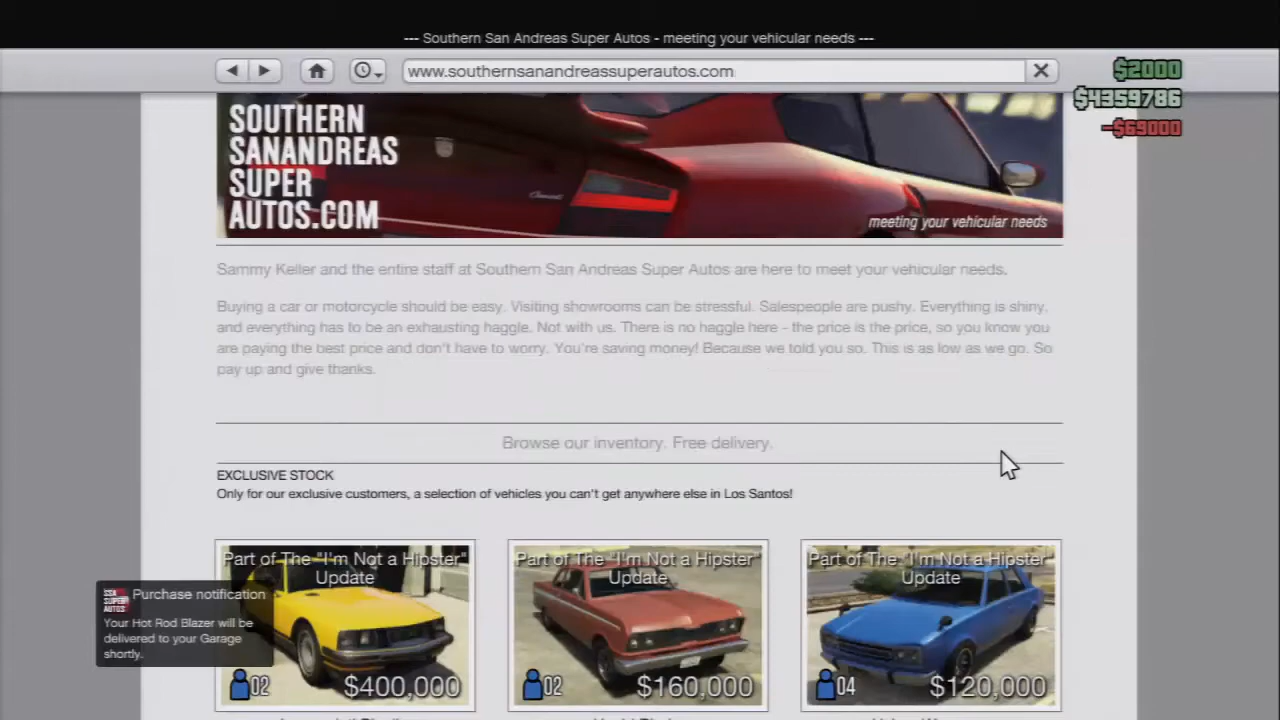 --- Southern San Andreas Super Autos - meeting your vehicular needs ---
www.southernsanandreassuperautos.com
$2000
$4359786
-$69000
SOUTHERN
SANANDREAS
SUPER
AUTOS.COM
meeting your vehicular needs
Sammy Keller and the entire staff at Southern San Andreas Super Autos are here to meet your vehicular needs.
Buying a car or motorcycle should be easy. Visiting showrooms can be stressful. Salespeople are pushy. Everything is shiny,
and everything has to be an exhausting haggle. Not with us. There is no haggle here - the price is the price, so you know you
are paying the best price and don't have to worry. You're saving money! Because we told you so. This is as low as we go. So
pay up and give thanks.
Browse our inventory. Free delivery.
EXCLUSIVE STOCK
Only for our exclusive customers, a selection of vehicles you can't get anywhere else in Los Santos!
Part of The "I'm Not a Hipster"
Update
02 $400,000
Part of The "I'm Not a Hipster"
Update
02 $160,000
Part of The "I'm Not a Hipster"
Update
04 $120,000
SSA
SUPER
AUTOS
Purchase notification
Your Hot Rod Blazer will be
delivered to your Garage
shortly.